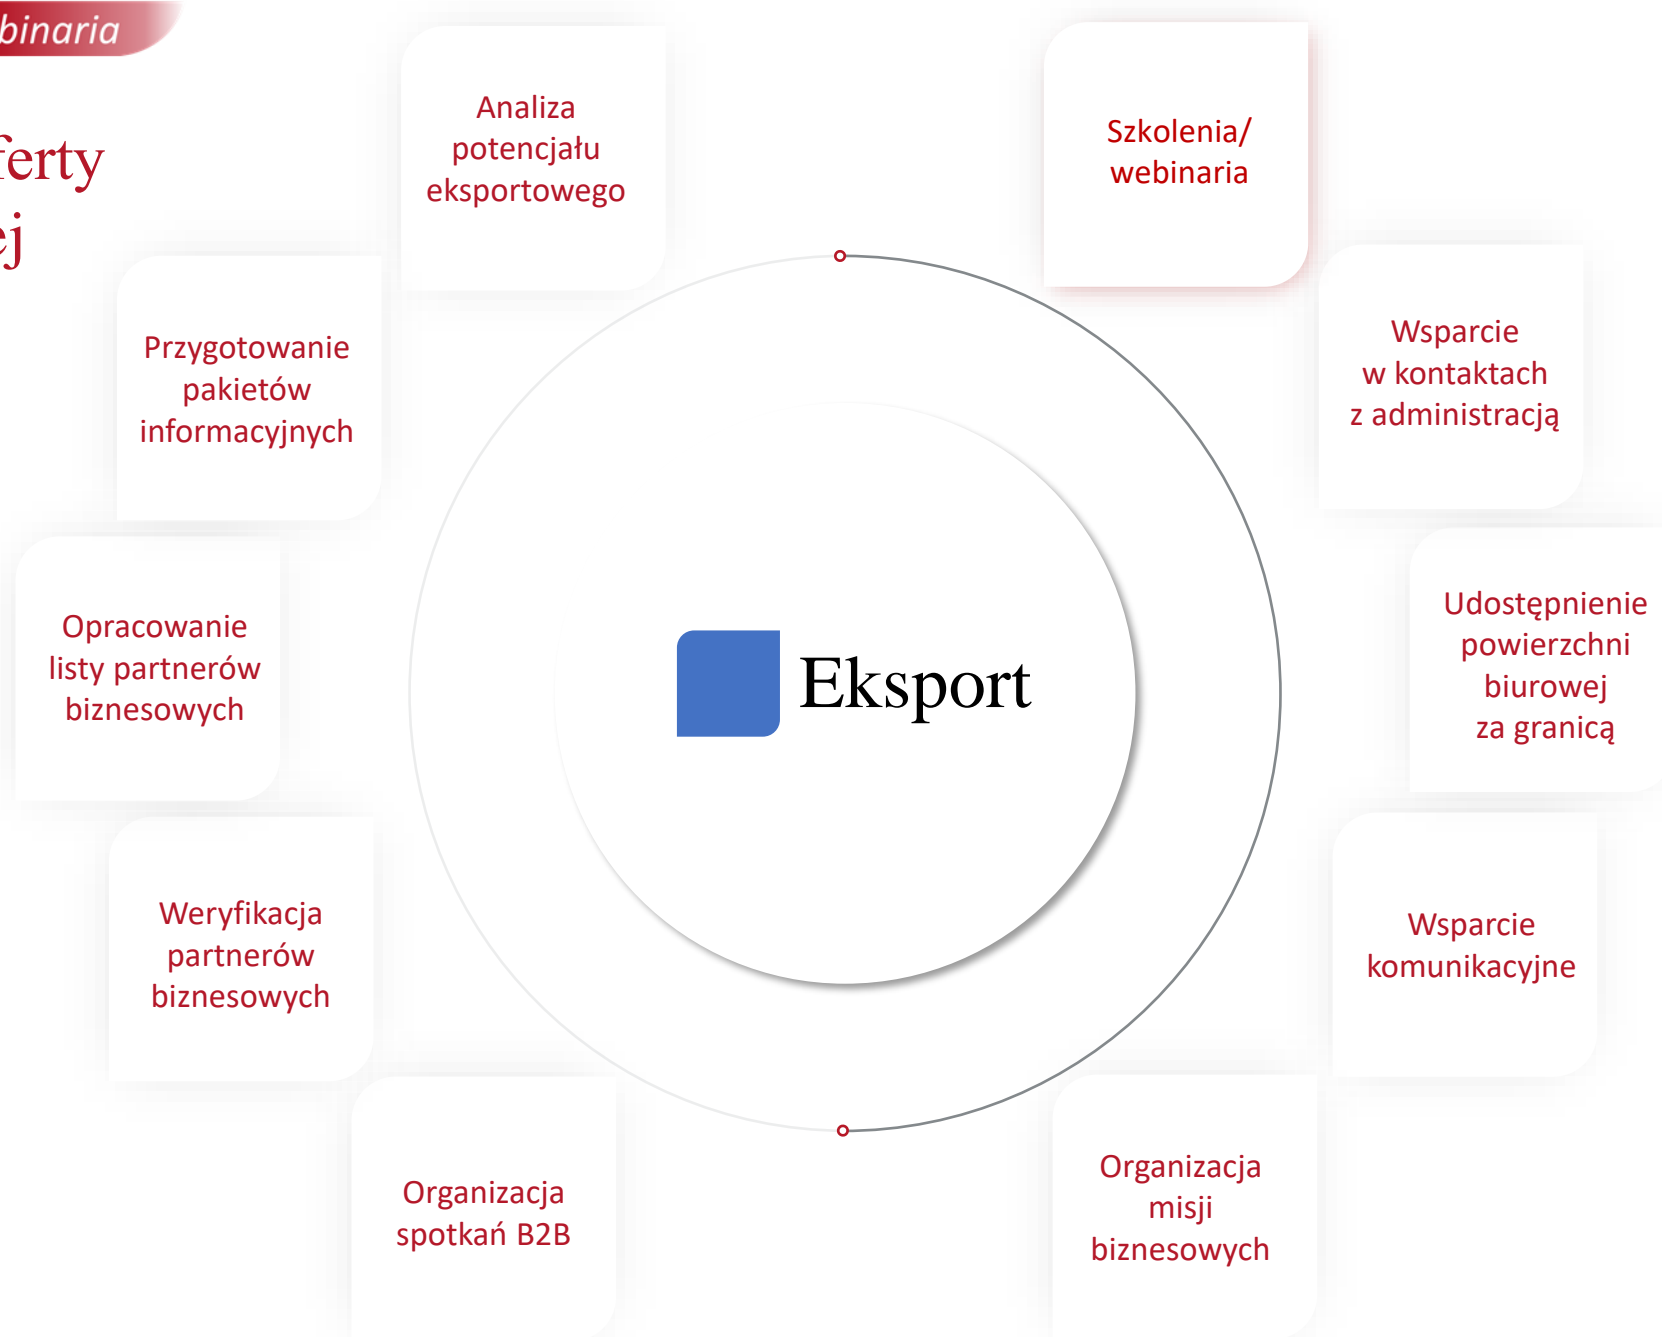 binaria
ferty
ej
Analiza
potencjału
eksportowego
Szkolenia/
webinaria
Przygotowanie
pakietów
informacyjnych
Wsparcie
w kontaktach
z administracją
Opracowanie
listy partnerów
biznesowych
Eksport
Udostępnienie
powierzchni
biurowej
za granicą
Weryfikacja
partnerów
biznesowych
Wsparcie
komunikacyjne
Organizacja
spotkań B2B
Organizacja
misji
biznesowych